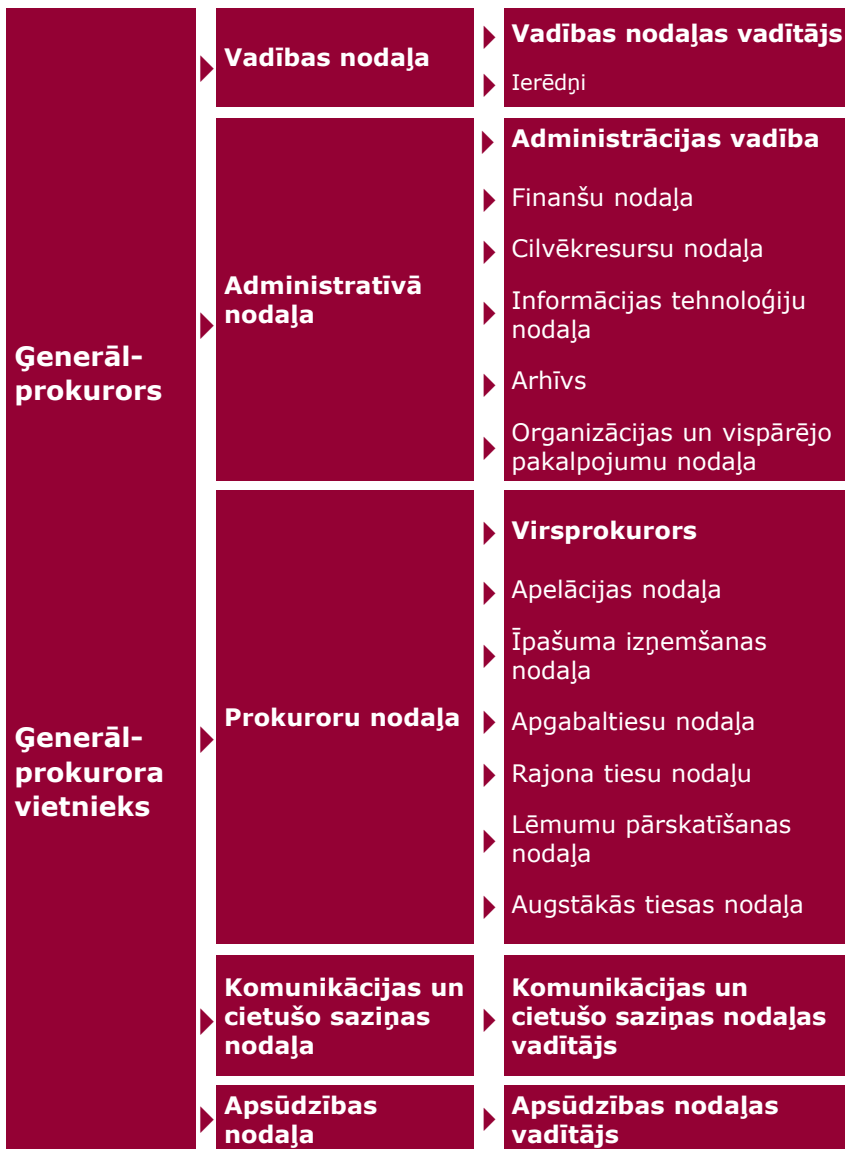 Ģenerāl-
prokurors
Ģenerāl-
prokurora
vietnieks
Vadības nodaļa
Vadības nodaļas vadītājs
Ierēdņi
Administratīvā
nodaļa
Administrācijas vadība
Finanšu nodaļa
Cilvēkresursu nodaļa
Informācijas tehnoloģiju
nodaļa
Arhīvs
Organizācijas un vispārējo
pakalpojumu nodaļa
Prokuroru nodaļa
Virsprokurors
Apelācijas nodaļa
Īpašuma izņemšanas
nodaļa
Apgabaltiesu nodaļa
Rajona tiesu nodaļu
Lēmumu pārskatīšanas
nodaļa
Augstākās tiesas nodaļa
Komunikācijas un
cietušo saziņas
nodaļa
Komunikācijas un
cietušo saziņas nodaļas
vadītājs
Apsūdzības
nodaļa
Apsūdzības nodaļas
vadītājs